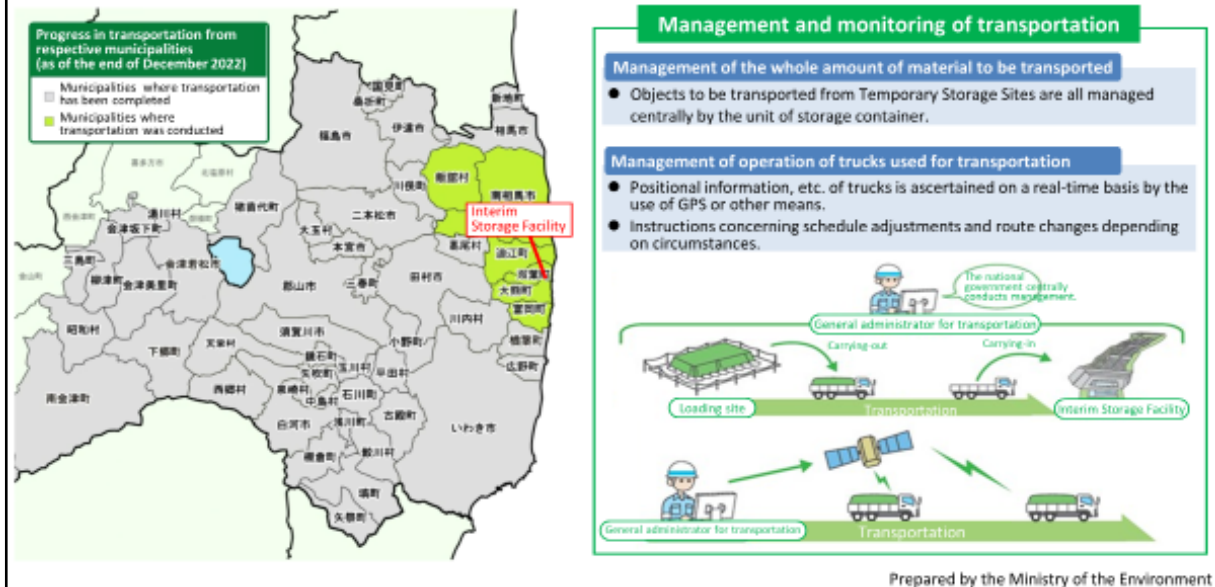 Progress in transportation from
respective municipalities
(as of the end of December 2022)
Municipalities where transportation
has been completed
Municipalities where
transportation was conducted
国見町
桑折町
新地町
福島市
伊達市
相馬市
喜多方市
北塩原村
川俣町
飯舘村
南相馬市
西会津町
湯川村
磐梯町
猪苗代町
二本松市
Interim
Storage Facility
会津坂下町
大玉村
本宮市
葛尾村
浪江町
三島町
会津若松市
双葉町
金山町
柳津町
会津美里町
郡山市
三春町
田村市
大熊町
富岡町
川内村
昭和村
須賀川市
小野町
楢葉町
下郷町
天栄村
鏡石町
玉川村
平田村
広野町
矢吹町
南会津町
西郷村
泉崎村
中島村
石川町
古殿町
白河市
浅川町
いわき市
棚倉町
鮫川村
塙町
矢祭町
Management and monitoring of transportation
Management of the whole amount of material to be transported
● Objects to be transported from Temporary Storage Sites are all managed
centrally by the unit of storage container.
Management of operation of trucks used for transportation
● Positional information, etc. of trucks is ascertained on a real-time basis by the
use of GPS or other means.
● Instructions concerning schedule adjustments and route changes depending
on circumstances.
The national
government centrally
conducts management.
General administrator for transportation
Carrying-out
Carrying-in
Loading site
Transportation
Interim Storage Facility
General administrator for transportation
Transportation
Prepared by the Ministry of the Environment